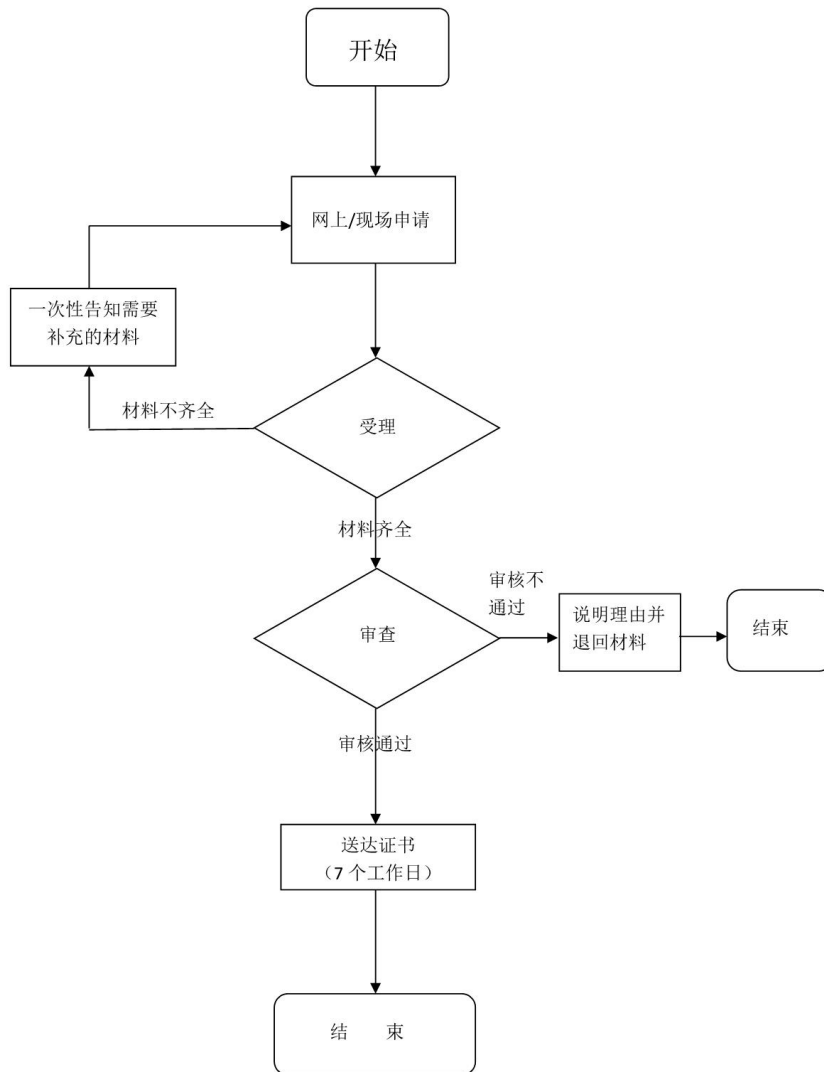 开始
网上/现场申请
一次性告知需要
补充的材料
材料不齐全
受理
材料齐全
审核不
通过
审查
说明理由并
退回材料
结束
审核通过
送达证书
（7 个工作日）
结 束